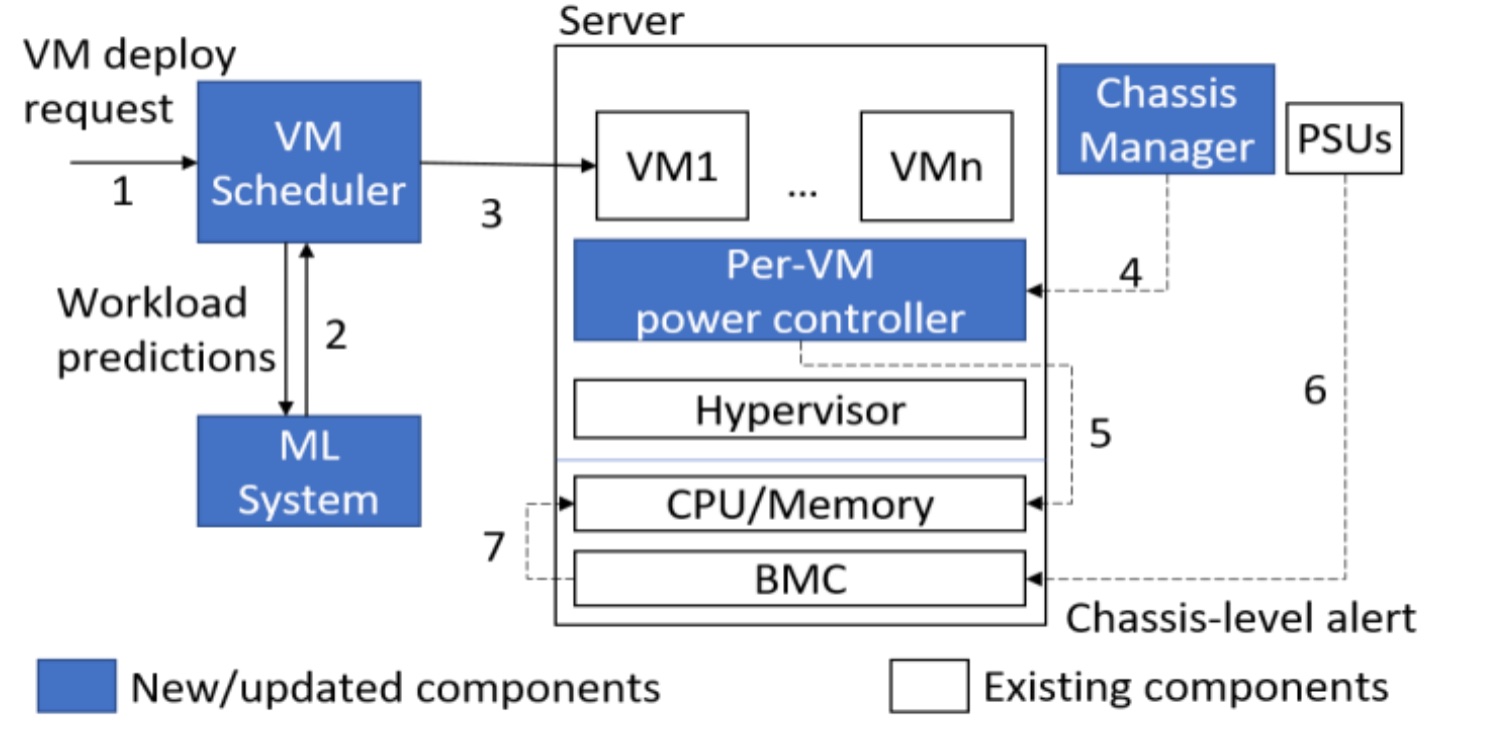 Server
VM deploy
request
1
VM
Scheduler
3
VM1
...
VMn
Chassis
Manager
PSUs
Per-VM
power controller
4
Workload
predictions
2
Hypervisor
5
6
ML
System
CPU/Memory
7
BMC
Chassis-level alert
New/updated components
Existing components